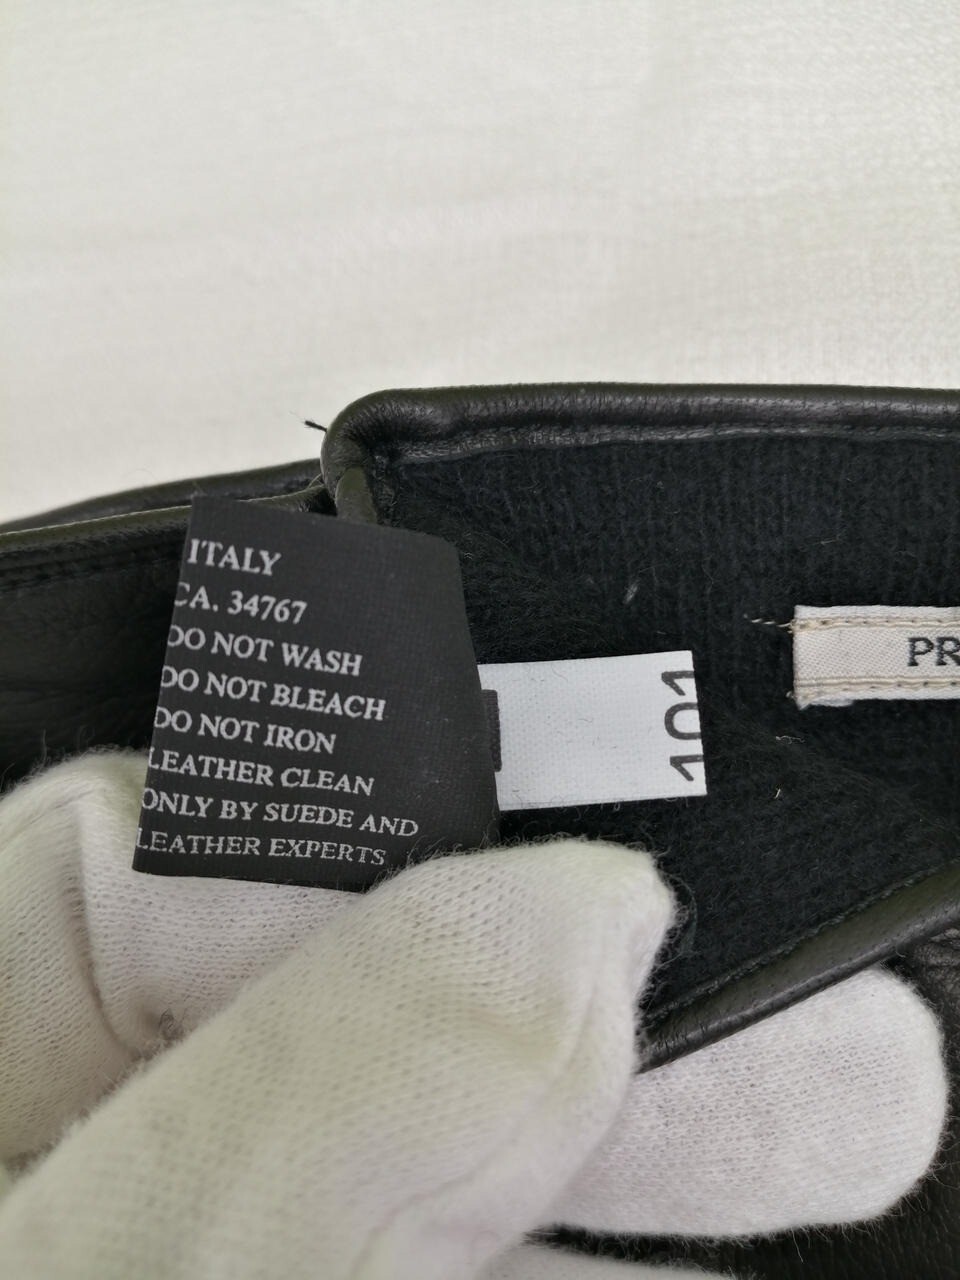 ITALY
CA. 34767
DO NOT WASH
DO NOT BLEACH
DO NOT IRON
LEATHER CLEAN
ONLY BY SUEDE AND
LEATHER EXPERTS
101
PR